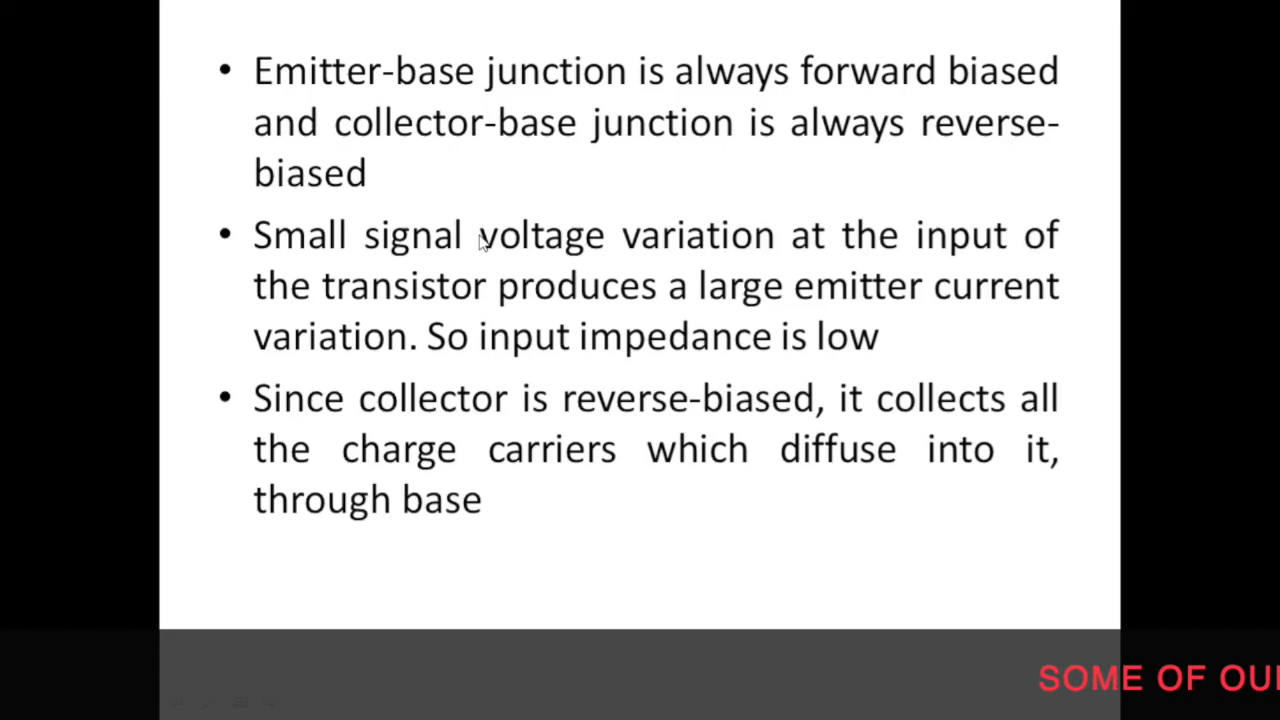 • Emitter-base junction is always forward biased
and collector-base junction is always reverse-
biased
• Small signal voltage variation at the input of
the transistor produces a large emitter current
variation. So input impedance is low
• Since collector is reverse-biased, it collects all
the charge carriers which diffuse into it,
through base
SOME OF